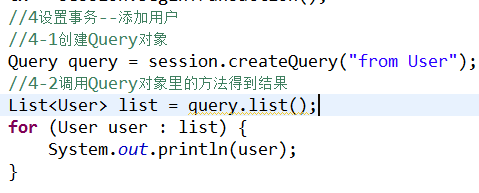 //4设置事务--添加用户
//4-1创建Query对象
Query query = session.createQuery("from User");
//4-2调用Query对象里的方法得到结果
List<User> list = query.list();
for (User user : list) {
System.out.println(user);
}